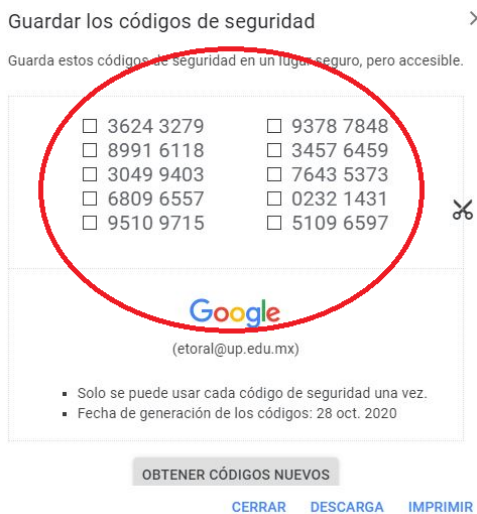 Guardar los códigos de seguridad
Guarda estos códigos de seguridad en un lugar seguro, pero accesible.
3624 3279 9378 7848
8991 6118 3457 6459
3049 9403 7643 5373
6809 6557 0232 1431
9510 9715 5109 6597
Google
(etoral@up.edu.mx)
Solo se puede usar cada código de seguridad una vez.
Fecha de generación de los códigos: 28 oct. 2020
OBTENER CÓDIGOS NUEVOS
CERRAR DESCARGA IMPRIMIR